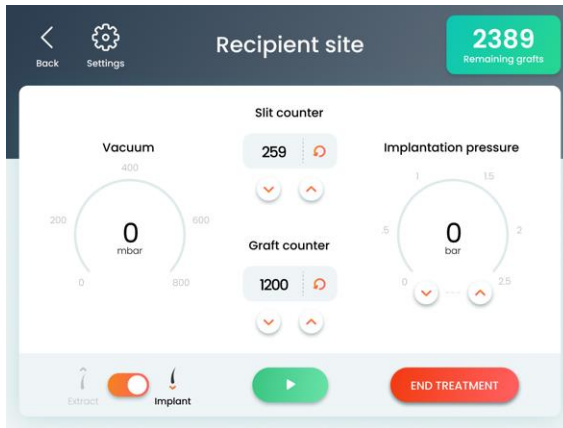 Back
Settings
Recipient site
2389
Remaining grafts
Slit counter
259
Vacuum
400
200
600
0
mbar
0
800
Implantation pressure
1
1.5
.5
2
0
bar
0
2.5
Graft counter
1200
Extract
Implant
END TREATMENT